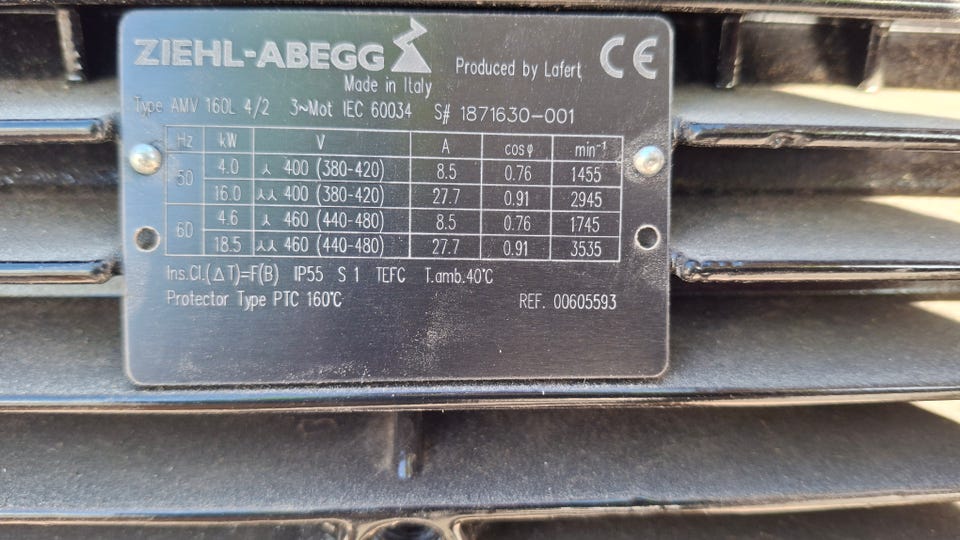 ZIEHL-ABEGG
Produced by Lafert
CE
Made in Italy
Type AMV 160L 4/2 3~Mot IEC 60034 S# 1871630-001
Hz kW V A cosφ min⁻¹
50 4.0 ⅄ 400 (380-420) 8.5 0.76 1455
16.0 ⅄⅄ 400 (380-420) 27.7 0.91 2945
60 4.6 ⅄ 460 (440-480) 8.5 0.76 1745
18.5 ⅄⅄ 460 (440-480) 27.7 0.91 3535
Ins.Cl.(ΔT)=F(B) IP55 S 1 TEFC T.amb.40°C
Protector Type PTC 160°C REF. 00605593